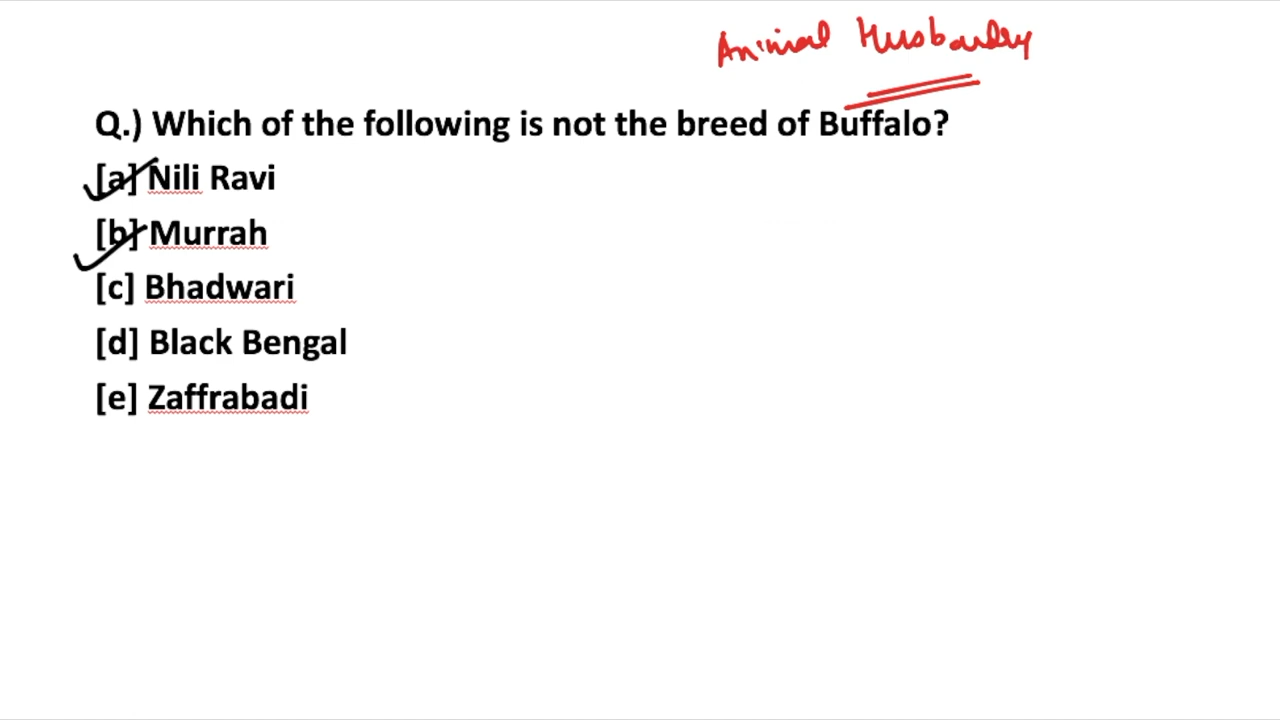 Animal Husbandry
Q.) Which of the following is not the breed of Buffalo?
[a] Nili Ravi
[b] Murrah
[c] Bhadwari
[d] Black Bengal
[e] Zaffrabadi